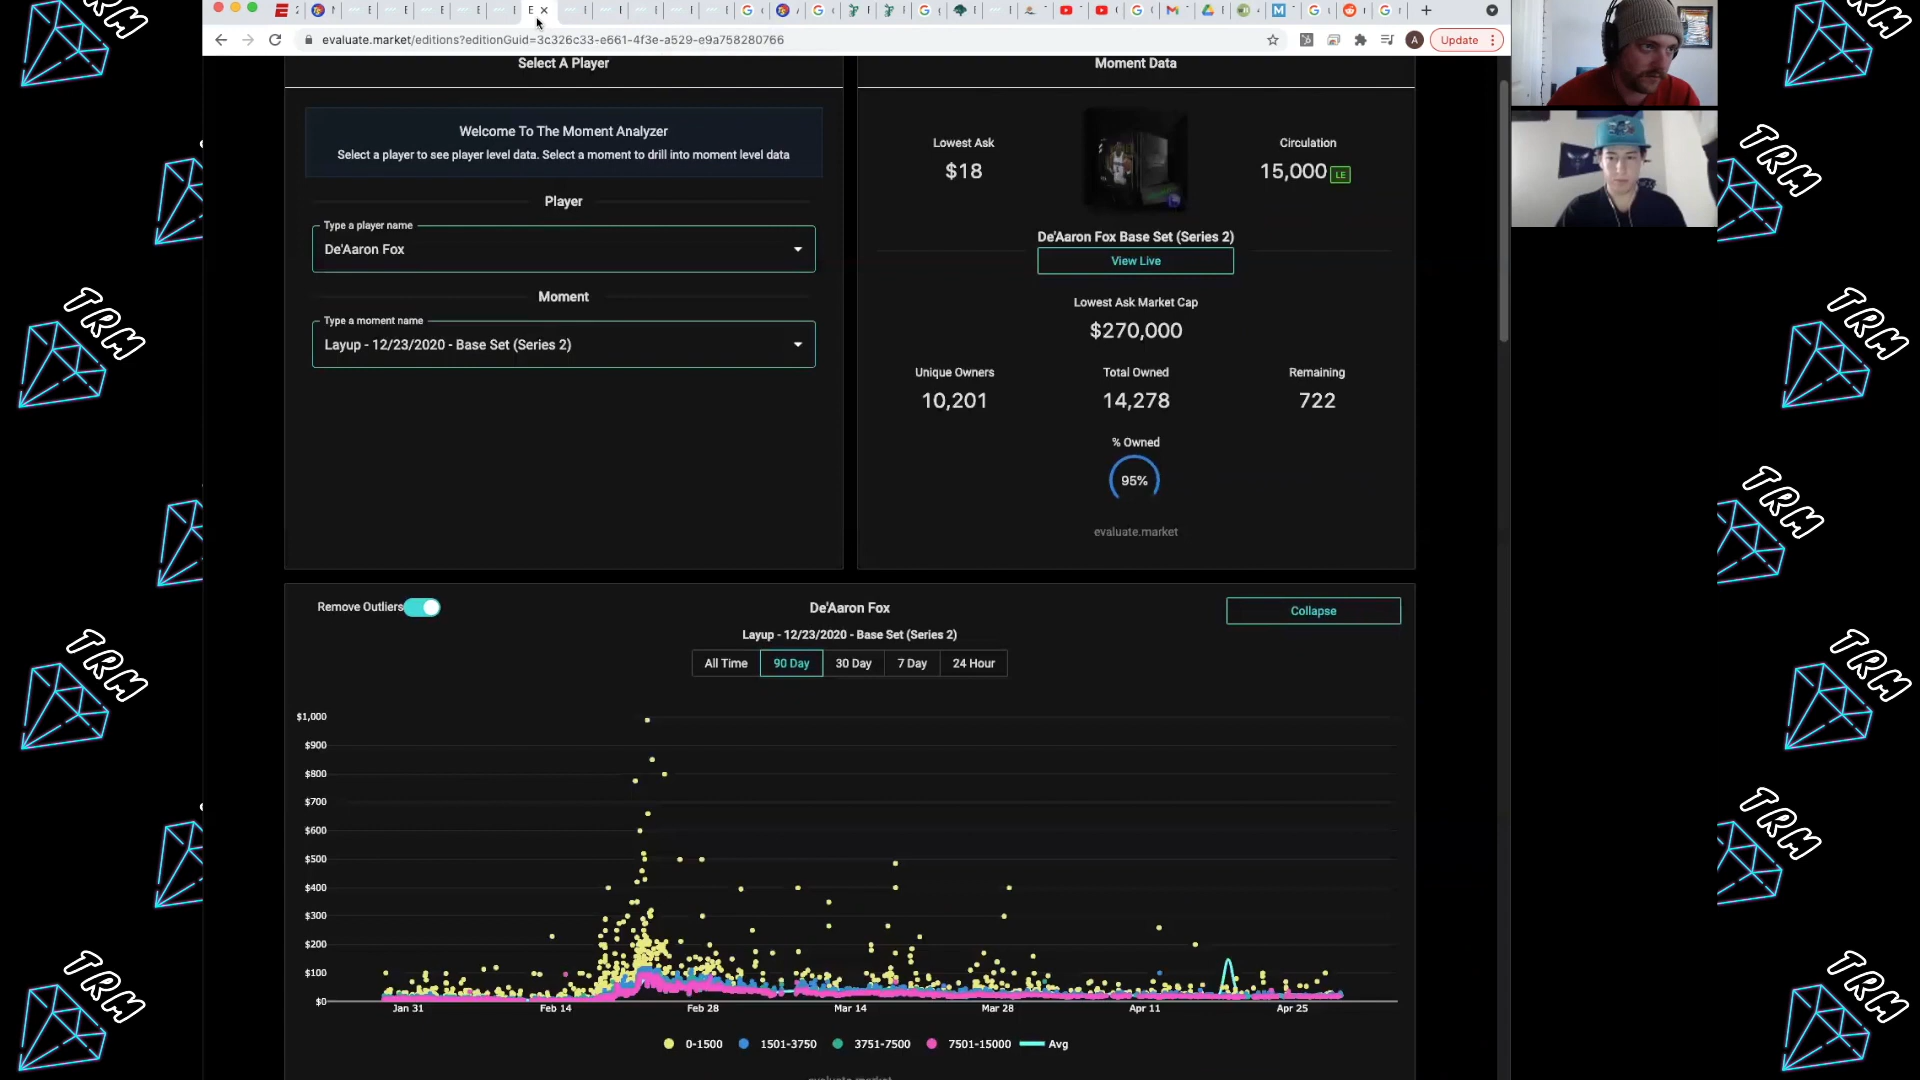 evaluate.market/editions?editionGuid=3c326c33-e661-4f3e-a529-e9a758280766
Update
Select A Player
Moment Data
Welcome To The Moment Analyzer
Select a player to see player level data. Select a moment to drill into moment level data
Player
Type a player name
De'Aaron Fox
Moment
Type a moment name
Layup - 12/23/2020 - Base Set (Series 2)
Lowest Ask
$18
Circulation
15,000 LE
De'Aaron Fox Base Set (Series 2)
View Live
Lowest Ask Market Cap
$270,000
Unique Owners
10,201
Total Owned
14,278
Remaining
722
% Owned
95%
evaluate.market
Remove Outliers
De'Aaron Fox
Collapse
Layup - 12/23/2020 - Base Set (Series 2)
All Time 90 Day 30 Day 7 Day 24 Hour
$1,000
$900
$800
$700
$600
$500
$400
$300
$200
$100
$0
Jan 31 Feb 14 Feb 28 Mar 14 Mar 28 Apr 11 Apr 25
0-1500 1501-3750 3751-7500 7501-15000 Avg
TRM
TRM
TRM
TRM
TRM
TRM
TRM
TRM